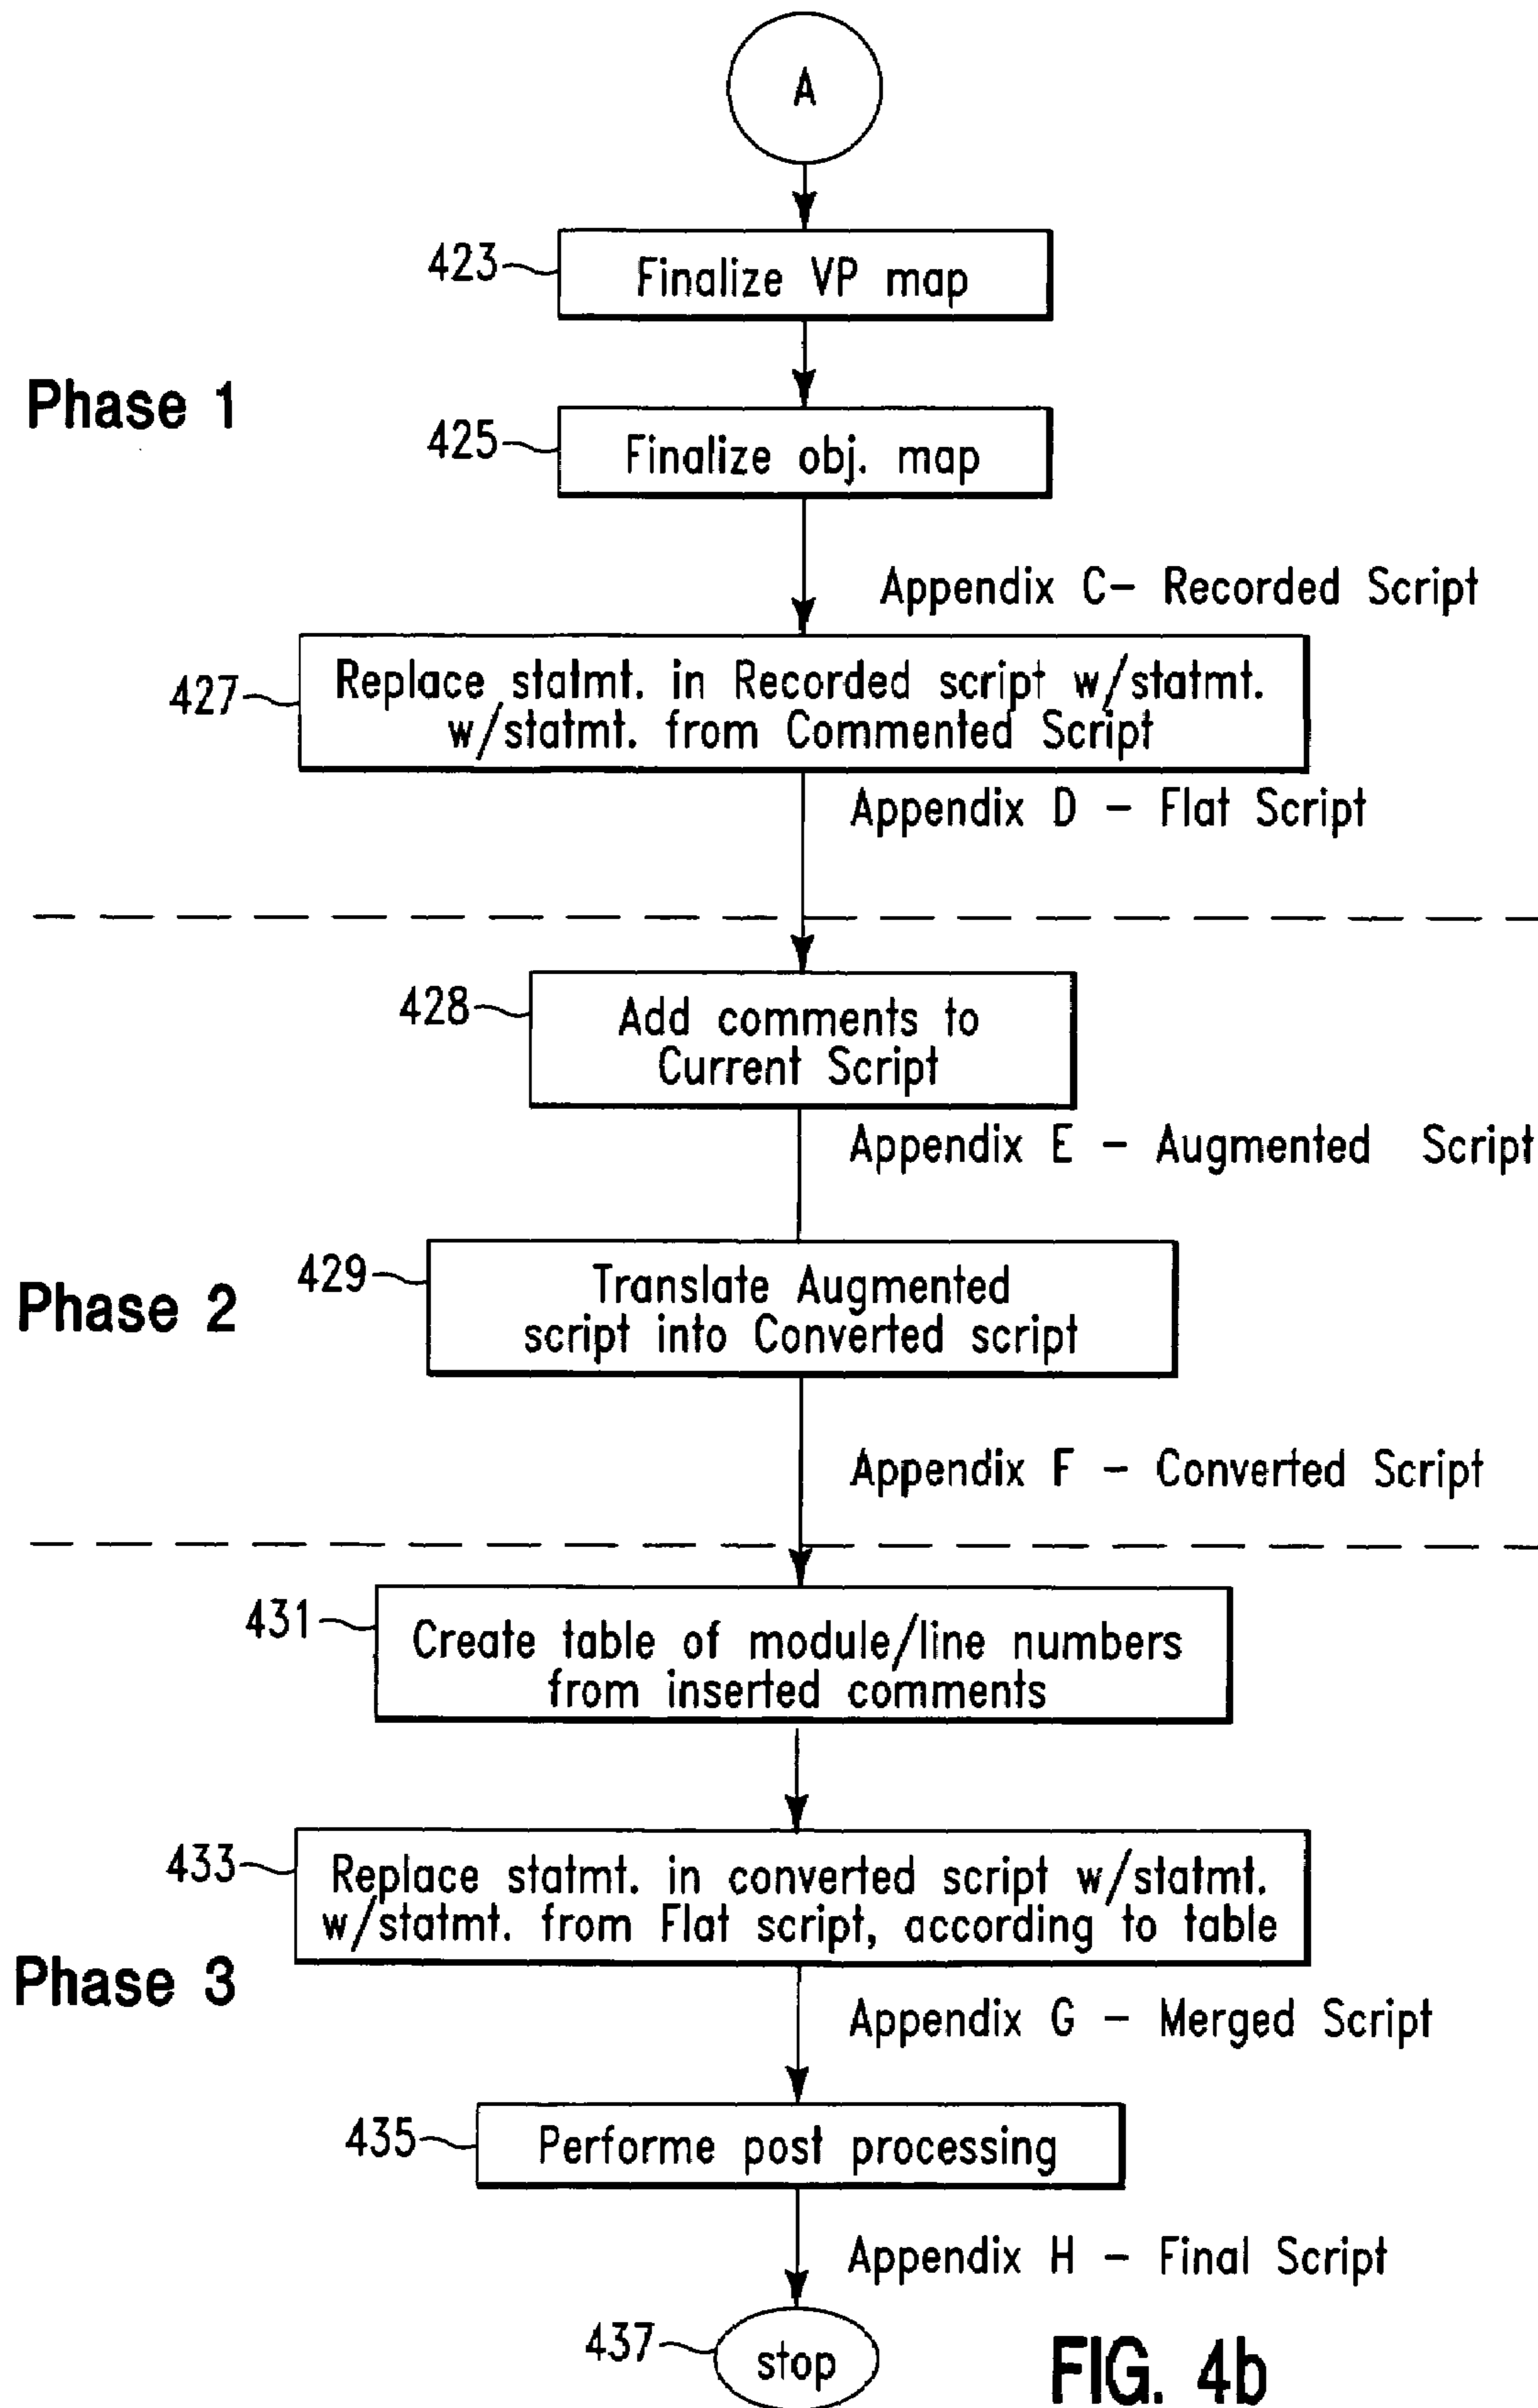 A
423
Finalize VP map
Phase 1
425
Finalize obj. map
Appendix C- Recorded Script
427
Replace statmt. in Recorded script w/statmt.
w/statmt. from Commented Script
Appendix D - Flat Script
428
Add comments to
Current Script
Appendix E - Augmented Script
Phase 2
429
Translate Augmented
script into Converted script
Appendix F - Converted Script
431
Create table of module/line numbers
from inserted comments
433
Replace statmt. in converted script w/statmt.
w/statmt. from Flat script, according to table
Phase 3
Appendix G - Merged Script
435
Performe post processing
Appendix H - Final Script
437
stop
FIG. 4b